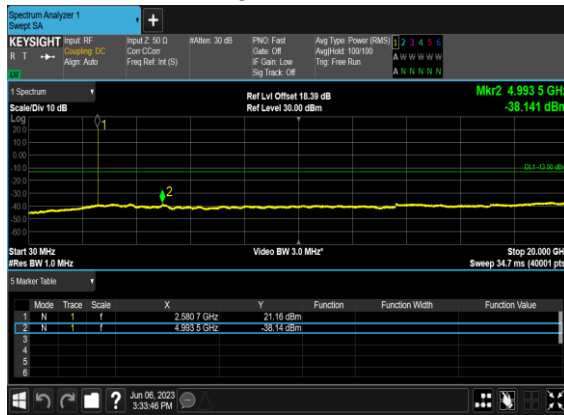 Spectrum Analyzer 1
Swept SA
+
KEYSIGHT Input: RF Input Z: 50 Ω #Atten: 30 dB PNO: Fast Avg Type: Power (RMS) 1 2 3 4 5 6
R T Coupling: DC Corr CCorr Gate: Off Avg|Hold: 100/100 A W W W W W
Align: Auto Freq Ref: Int (S) IF Gain: Low Trig: Free Run
Sig Track: Off A N N N N N
1 Spectrum Ref Lvl Offset 18.39 dB Mkr2 4.993 5 GHz
Scale/Div 10 dB Ref Level 30.00 dBm -38.141 dBm
Log
20.0
10.0
0.00
-10.0
-20.0
-30.0
-40.0
-50.0
-60.0
1
2
DL1 -13.00 dBm
Start 30 MHz Video BW 3.0 MHz* Stop 20.000 GH
#Res BW 1.0 MHz Sweep 34.7 ms (40001 pts
5 Marker Table
Mode Trace Scale X Y Function Function Width Function Value
1 N 1 f 2.580 7 GHz 21.16 dBm
2 N 1 f 4.993 5 GHz -38.14 dBm
3
4
5
6
? Jun 06, 2023
3:33:46 PM